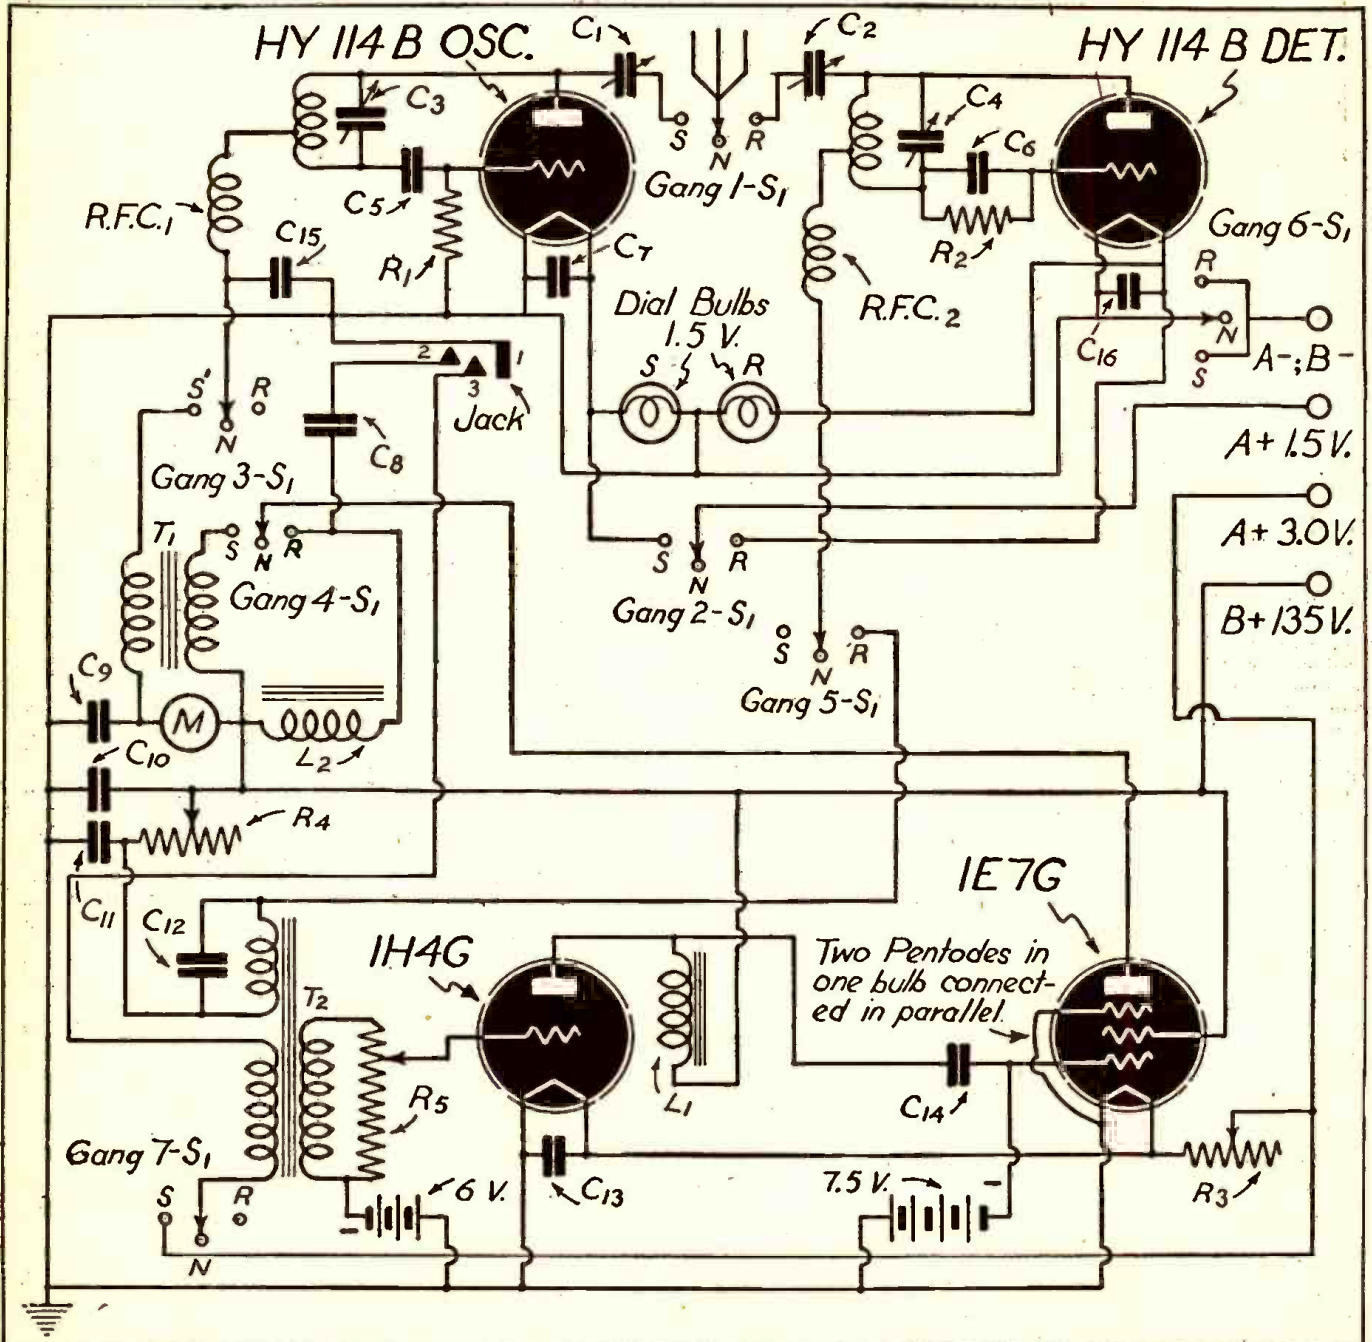 HY 114 B OSC.
C1
C2
HY 114 B DET.
C3
C4
S N R
Gang 1-S1
C5
C6
R.F.C.1
C15
R1
C7
R2
Gang 6-S1
R
N
S
Dial Bulbs
1.5 V.
S R
R.F.C.2
C16
A-;B-
2 1
3
Jack
S' R
N
C8
A+ 1.5V.
Gang 3-S1
T1
S N R
Gang 4-S1
S N R
Gang 2-S1
A+ 3.0V.
B+ 135V.
S N R
Gang 5-S1
C9
M
L2
C10
R4
C11
C12
1H4G
1E7G
Two Pentodes in
one bulb connect-
ed in parallel.
T2
R5
L1
C14
Gang 7-S1
S R
N
6 V.
-
C13
7.5 V.
-
R3